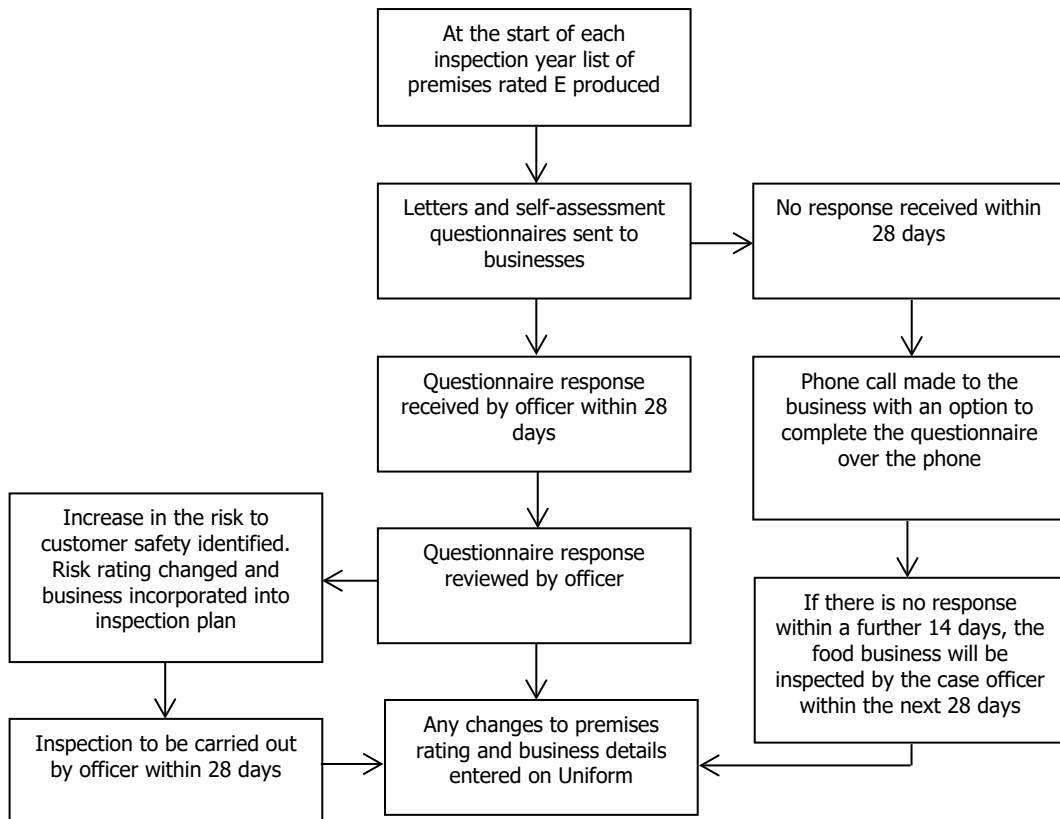 At the start of each
inspection year list of
premises rated E produced
Letters and self-assessment
questionnaires sent to
businesses
No response received within
28 days
Questionnaire response
received by officer within 28
days
Phone call made to the
business with an option to
complete the questionnaire
over the phone
Increase in the risk to
customer safety identified.
Risk rating changed and
business incorporated into
inspection plan
Questionnaire response
reviewed by officer
If there is no response
within a further 14 days, the
food business will be
inspected by the case officer
within the next 28 days
Inspection to be carried out
by officer within 28 days
Any changes to premises
rating and business details
entered on Uniform